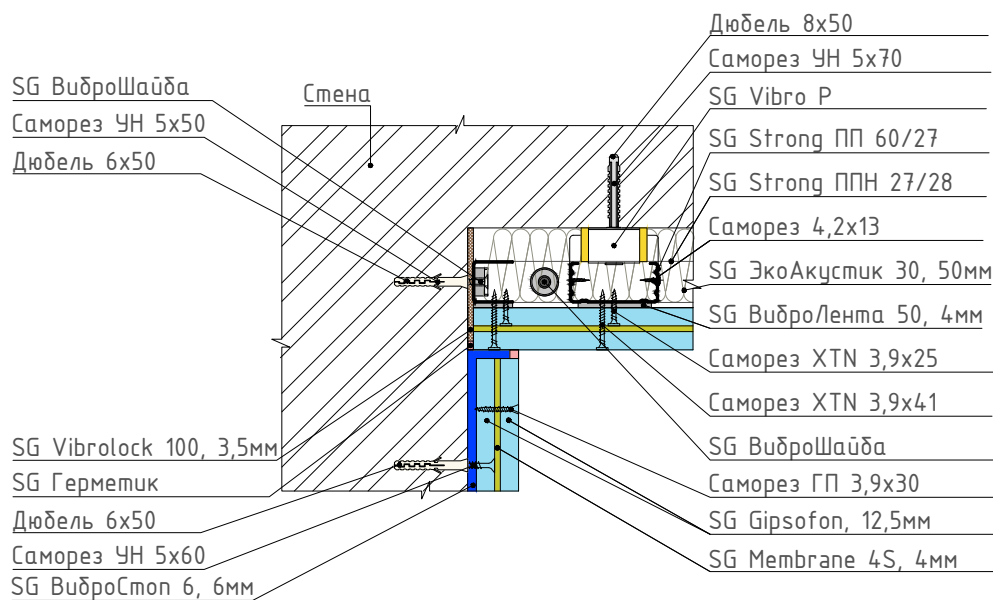 SG ВиброШайба
Саморез УН 5х50
Дюбель 6х50
Стена
Дюбель 8х50
Саморез УН 5х70
SG Vibro P
SG Strong ПП 60/27
SG Strong ППН 27/28
Саморез 4,2х13
SG ЭкоАкустик 30, 50мм
SG ВиброЛента 50, 4мм
Саморез XTN 3,9х25
Саморез XTN 3,9х41
SG ВиброШайба
Саморез ГП 3,9х30
SG Gipsofon, 12,5мм
SG Membrane 4S, 4мм
SG Vibrolock 100, 3,5мм
SG Герметик
Дюбель 6х50
Саморез УН 5х60
SG ВиброСтоп 6, 6мм